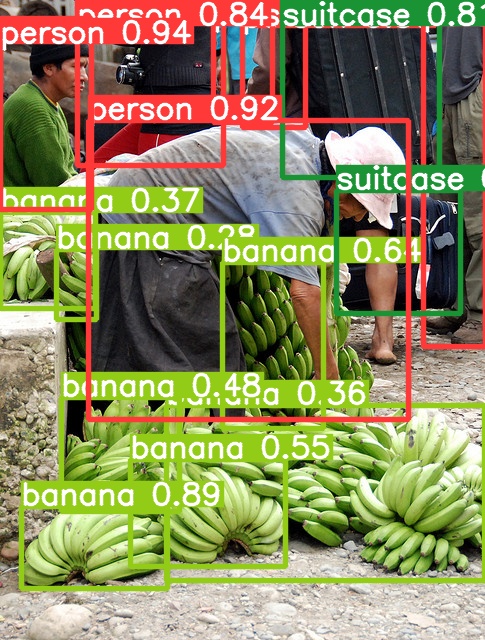 person 0.84
suitcase 0.81
person 0.94
person 0.92
suitcase
banana 0.37
banana 0.28
banana 0.64
banana 0.48
banana 0.36
banana 0.55
banana 0.89